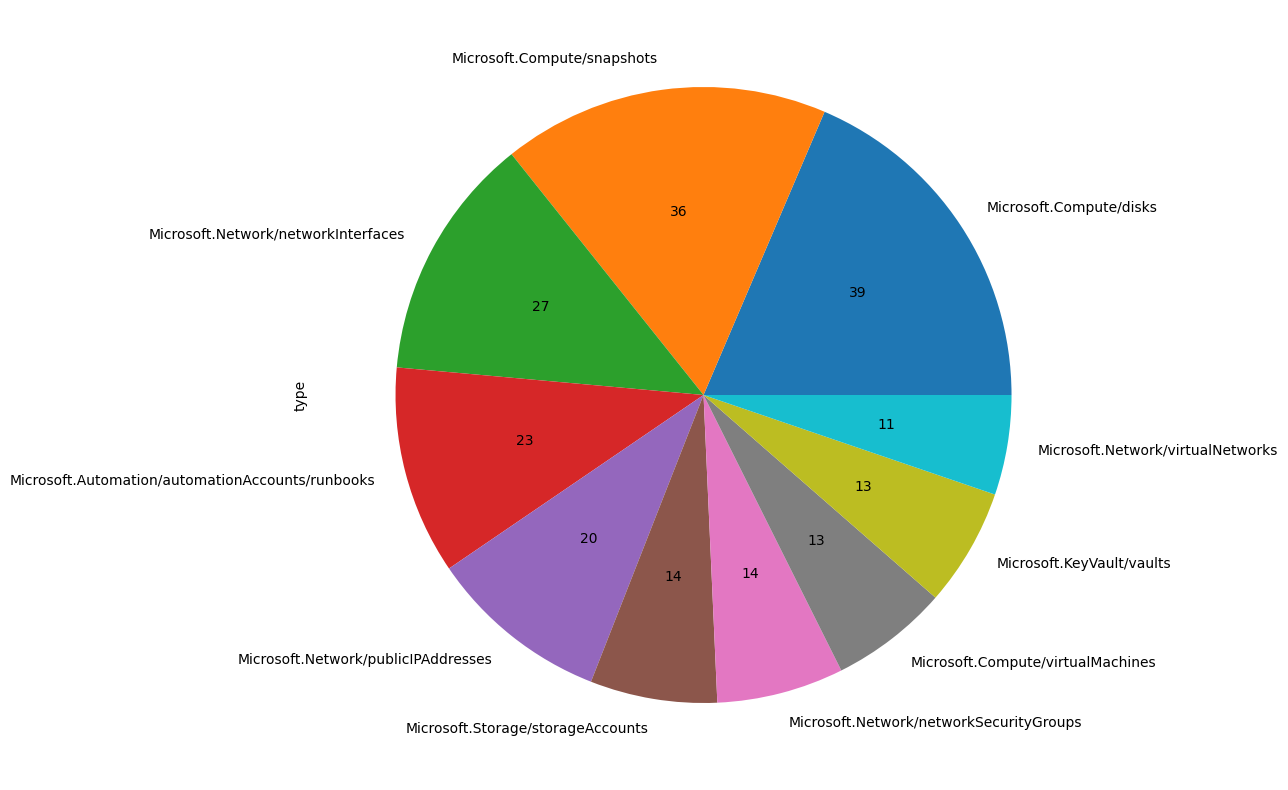 Microsoft.Compute/snapshots
Microsoft.Compute/disks
36
Microsoft.Network/networkInterfaces
39
27
type
11
23
Microsoft.Network/virtualNetworks
Microsoft.Automation/automationAccounts/runbooks
13
20
13
Microsoft.KeyVault/vaults
14
14
Microsoft.Network/publicIPAddresses
Microsoft.Compute/virtualMachines
Microsoft.Storage/storageAccounts
Microsoft.Network/networkSecurityGroups